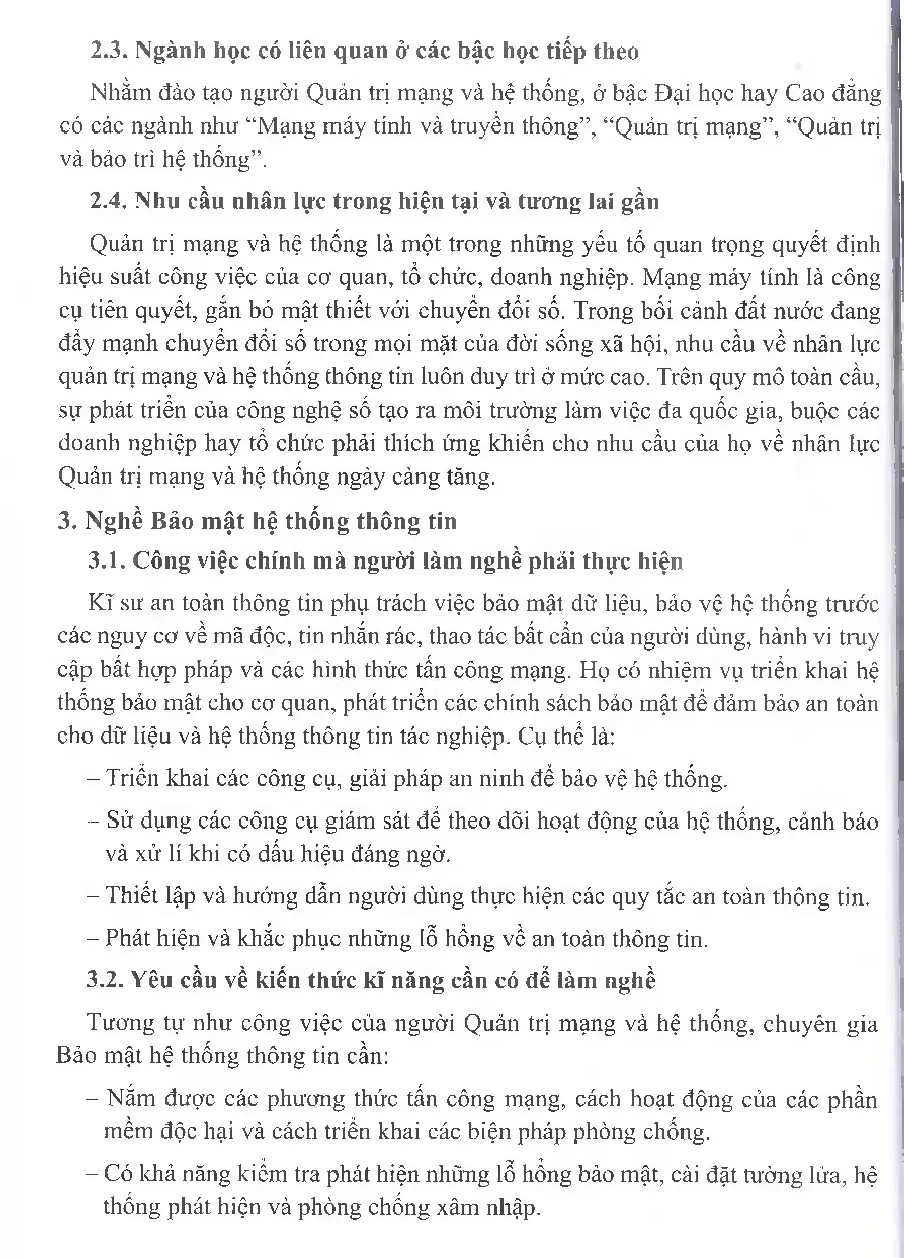 2.3. Ngành học có liên quan ở các bậc học tiếp theo
Nhằm đào tạo người Quản trị mạng và hệ thống, ở bậc Đại học hay Cao đẳng
có các ngành như “Mạng máy tính và truyền thông”, “Quản trị mạng”, “Quản trị
và bảo trì hệ thống”.
2.4. Nhu cầu nhân lực trong hiện tại và tương lai gần
Quản trị mạng và hệ thống là một trong những yếu tố quan trọng quyết định
hiệu suất công việc của cơ quan, tổ chức, doanh nghiệp. Mạng máy tính là công
cụ tiên quyết, gắn bó mật thiết với chuyển đổi số. Trong bối cảnh đất nước đang
đẩy mạnh chuyển đổi số trong mọi mặt của đời sống xã hội, nhu cầu về nhân lực
quản trị mạng và hệ thống thông tin luôn duy trì ở mức cao. Trên quy mô toàn cầu,
sự phát triển của công nghệ số tạo ra môi trường làm việc đa quốc gia, buộc các
doanh nghiệp hay tổ chức phải thích ứng khiến cho nhu cầu của họ về nhân lực
Quản trị mạng và hệ thống ngày càng tăng.
3. Nghề Bảo mật hệ thống thông tin
3.1. Công việc chính mà người làm nghề phải thực hiện
Kĩ sư an toàn thông tin phụ trách việc bảo mật dữ liệu, bảo vệ hệ thống trước
các nguy cơ về mã độc, tin nhắn rác, thao tác bất cẩn của người dùng, hành vi truy
cập bất hợp pháp và các hình thức tấn công mạng. Họ có nhiệm vụ triển khai hệ
thống bảo mật cho cơ quan, phát triển các chính sách bảo mật để đảm bảo an toàn
cho dữ liệu và hệ thống thông tin tác nghiệp. Cụ thể là:
– Triển khai các công cụ, giải pháp an ninh để bảo vệ hệ thống.
– Sử dụng các công cụ giám sát để theo dõi hoạt động của hệ thống, cảnh báo
và xử lí khi có dấu hiệu đáng ngờ.
– Thiết lập và hướng dẫn người dùng thực hiện các quy tắc an toàn thông tin.
– Phát hiện và khắc phục những lỗ hổng về an toàn thông tin.
3.2. Yêu cầu về kiến thức kĩ năng cần có để làm nghề
Tương tự như công việc của người Quản trị mạng và hệ thống, chuyên gia
Bảo mật hệ thống thông tin cần:
– Nắm được các phương thức tấn công mạng, cách hoạt động của các phần
mềm độc hại và cách triển khai các biện pháp phòng chống.
– Có khả năng kiểm tra phát hiện những lỗ hổng bảo mật, cài đặt tường lửa, hệ
thống phát hiện và phòng chống xâm nhập.